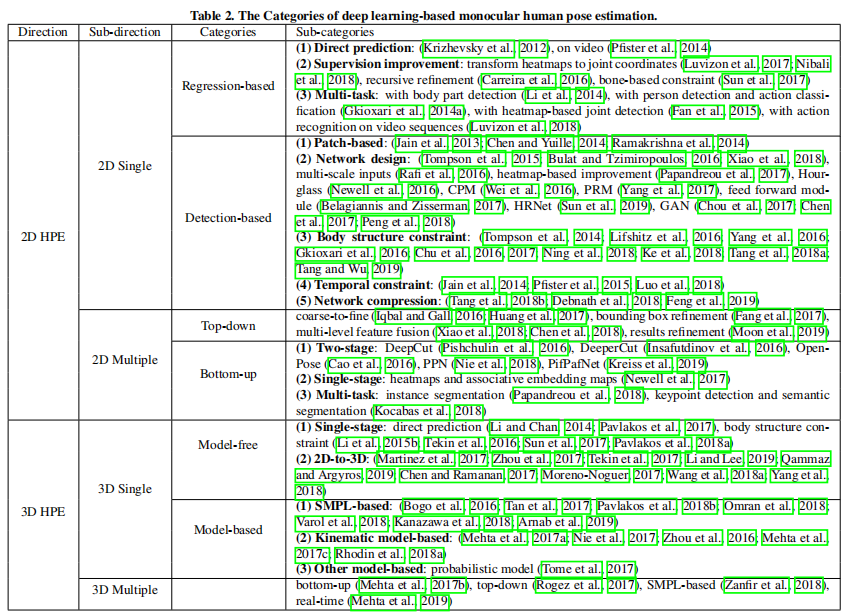 Table 2. The Categories of deep learning-based monocular human pose estimation.
Direction Sub-direction Categories Sub-categories
2D HPE
2D Single
Regression-based
(1) Direct prediction: (Krizhevsky et al., 2012), on video (Pfister et al., 2014)
(2) Supervision improvement: transform heatmaps to joint coordinates (Luvizon et al., 2017; Nibali
et al., 2018), recursive refinement (Carreira et al., 2016), bone-based constraint (Sun et al., 2017)
(3) Multi-task: with body part detection (Li et al., 2014), with person detection and action classi-
fication (Gkioxari et al., 2014a), with heatmap-based joint detection (Fan et al., 2015), with action
recognition on video sequences (Luvizon et al., 2018)
Detection-based
(1) Patch-based: (Jain et al., 2013; Chen and Yuille, 2014; Ramakrishna et al., 2014)
(2) Network design: (Tompson et al., 2015; Bulat and Tzimiropoulos, 2016; Xiao et al., 2018),
multi-scale inputs (Rafi et al., 2016), heatmap-based improvement (Papandreou et al., 2017), Hour-
glass (Newell et al., 2016), CPM (Wei et al., 2016), PRM (Yang et al., 2017), feed forward mod-
ule (Belagiannis and Zisserman, 2017), HRNet (Sun et al., 2019), GAN (Chou et al., 2017; Chen
et al., 2017; Peng et al., 2018)
(3) Body structure constraint: (Tompson et al., 2014; Lifshitz et al., 2016; Yang et al., 2016;
Gkioxari et al., 2016; Chu et al., 2016, 2017; Ning et al., 2018; Ke et al., 2018; Tang et al., 2018a;
Tang and Wu, 2019)
(4) Temporal constraint: (Jain et al., 2014; Pfister et al., 2015; Luo et al., 2018)
(5) Network compression: (Tang et al., 2018b; Debnath et al., 2018; Feng et al., 2019)
2D Multiple
Top-down
coarse-to-fine (Iqbal and Gall, 2016; Huang et al., 2017), bounding box refinement (Fang et al., 2017),
multi-level feature fusion (Xiao et al., 2018; Chen et al., 2018), results refinement (Moon et al., 2019)
Bottom-up
(1) Two-stage: DeepCut (Pishchulin et al., 2016), DeeperCut (Insafutdinov et al., 2016), Open-
Pose (Cao et al., 2016), PPN (Nie et al., 2018), PifPafNet (Kreiss et al., 2019)
(2) Single-stage: heatmaps and associative embedding maps (Newell et al., 2017)
(3) Multi-task: instance segmentation (Papandreou et al., 2018), keypoint detection and semantic
segmentation (Kocabas et al., 2018)
3D HPE
3D Single
Model-free
(1) Single-stage: direct prediction (Li and Chan, 2014; Pavlakos et al., 2017), body structure con-
straint (Li et al., 2015b; Tekin et al., 2016; Sun et al., 2017; Pavlakos et al., 2018a)
(2) 2D-to-3D: (Martinez et al., 2017; Zhou et al., 2017; Tekin et al., 2017; Li and Lee, 2019; Qammaz
and Argyros, 2019; Chen and Ramanan, 2017; Moreno-Noguer, 2017; Wang et al., 2018a; Yang et al.,
2018)
Model-based
(1) SMPL-based: (Bogo et al., 2016; Tan et al., 2017; Pavlakos et al., 2018b; Omran et al., 2018;
Varol et al., 2018; Kanazawa et al., 2018; Arnab et al., 2019)
(2) Kinematic model-based: (Mehta et al., 2017a; Nie et al., 2017; Zhou et al., 2016; Mehta et al.,
2017c; Rhodin et al., 2018a)
(3) Other model-based: probabilistic model (Tome et al., 2017)
3D Multiple
bottom-up (Mehta et al., 2017b), top-down (Rogez et al., 2017), SMPL-based (Zanfir et al., 2018),
real-time (Mehta et al., 2019)